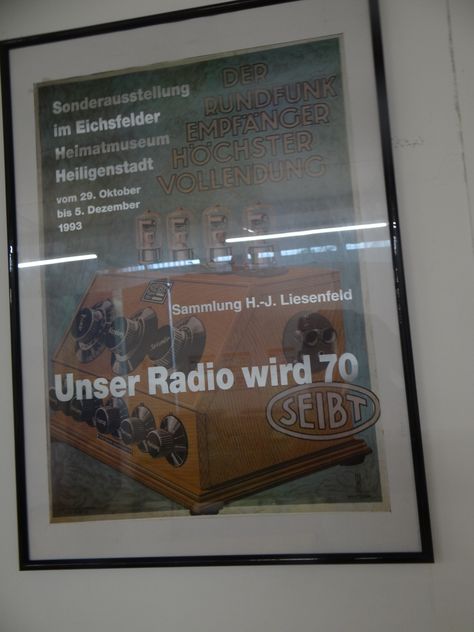 Sonderausstellung
im Eichsfelder
Heimatmuseum
Heiligenstadt
vom 29. Oktober
bis 5. Dezember
1993
DER
RUNDFUNK
EMPFÄNGER
HÖCHSTER
VOLLENDUNG
Sammlung H.-J. Liesenfeld
Unser Radio wird 70
SEIBT